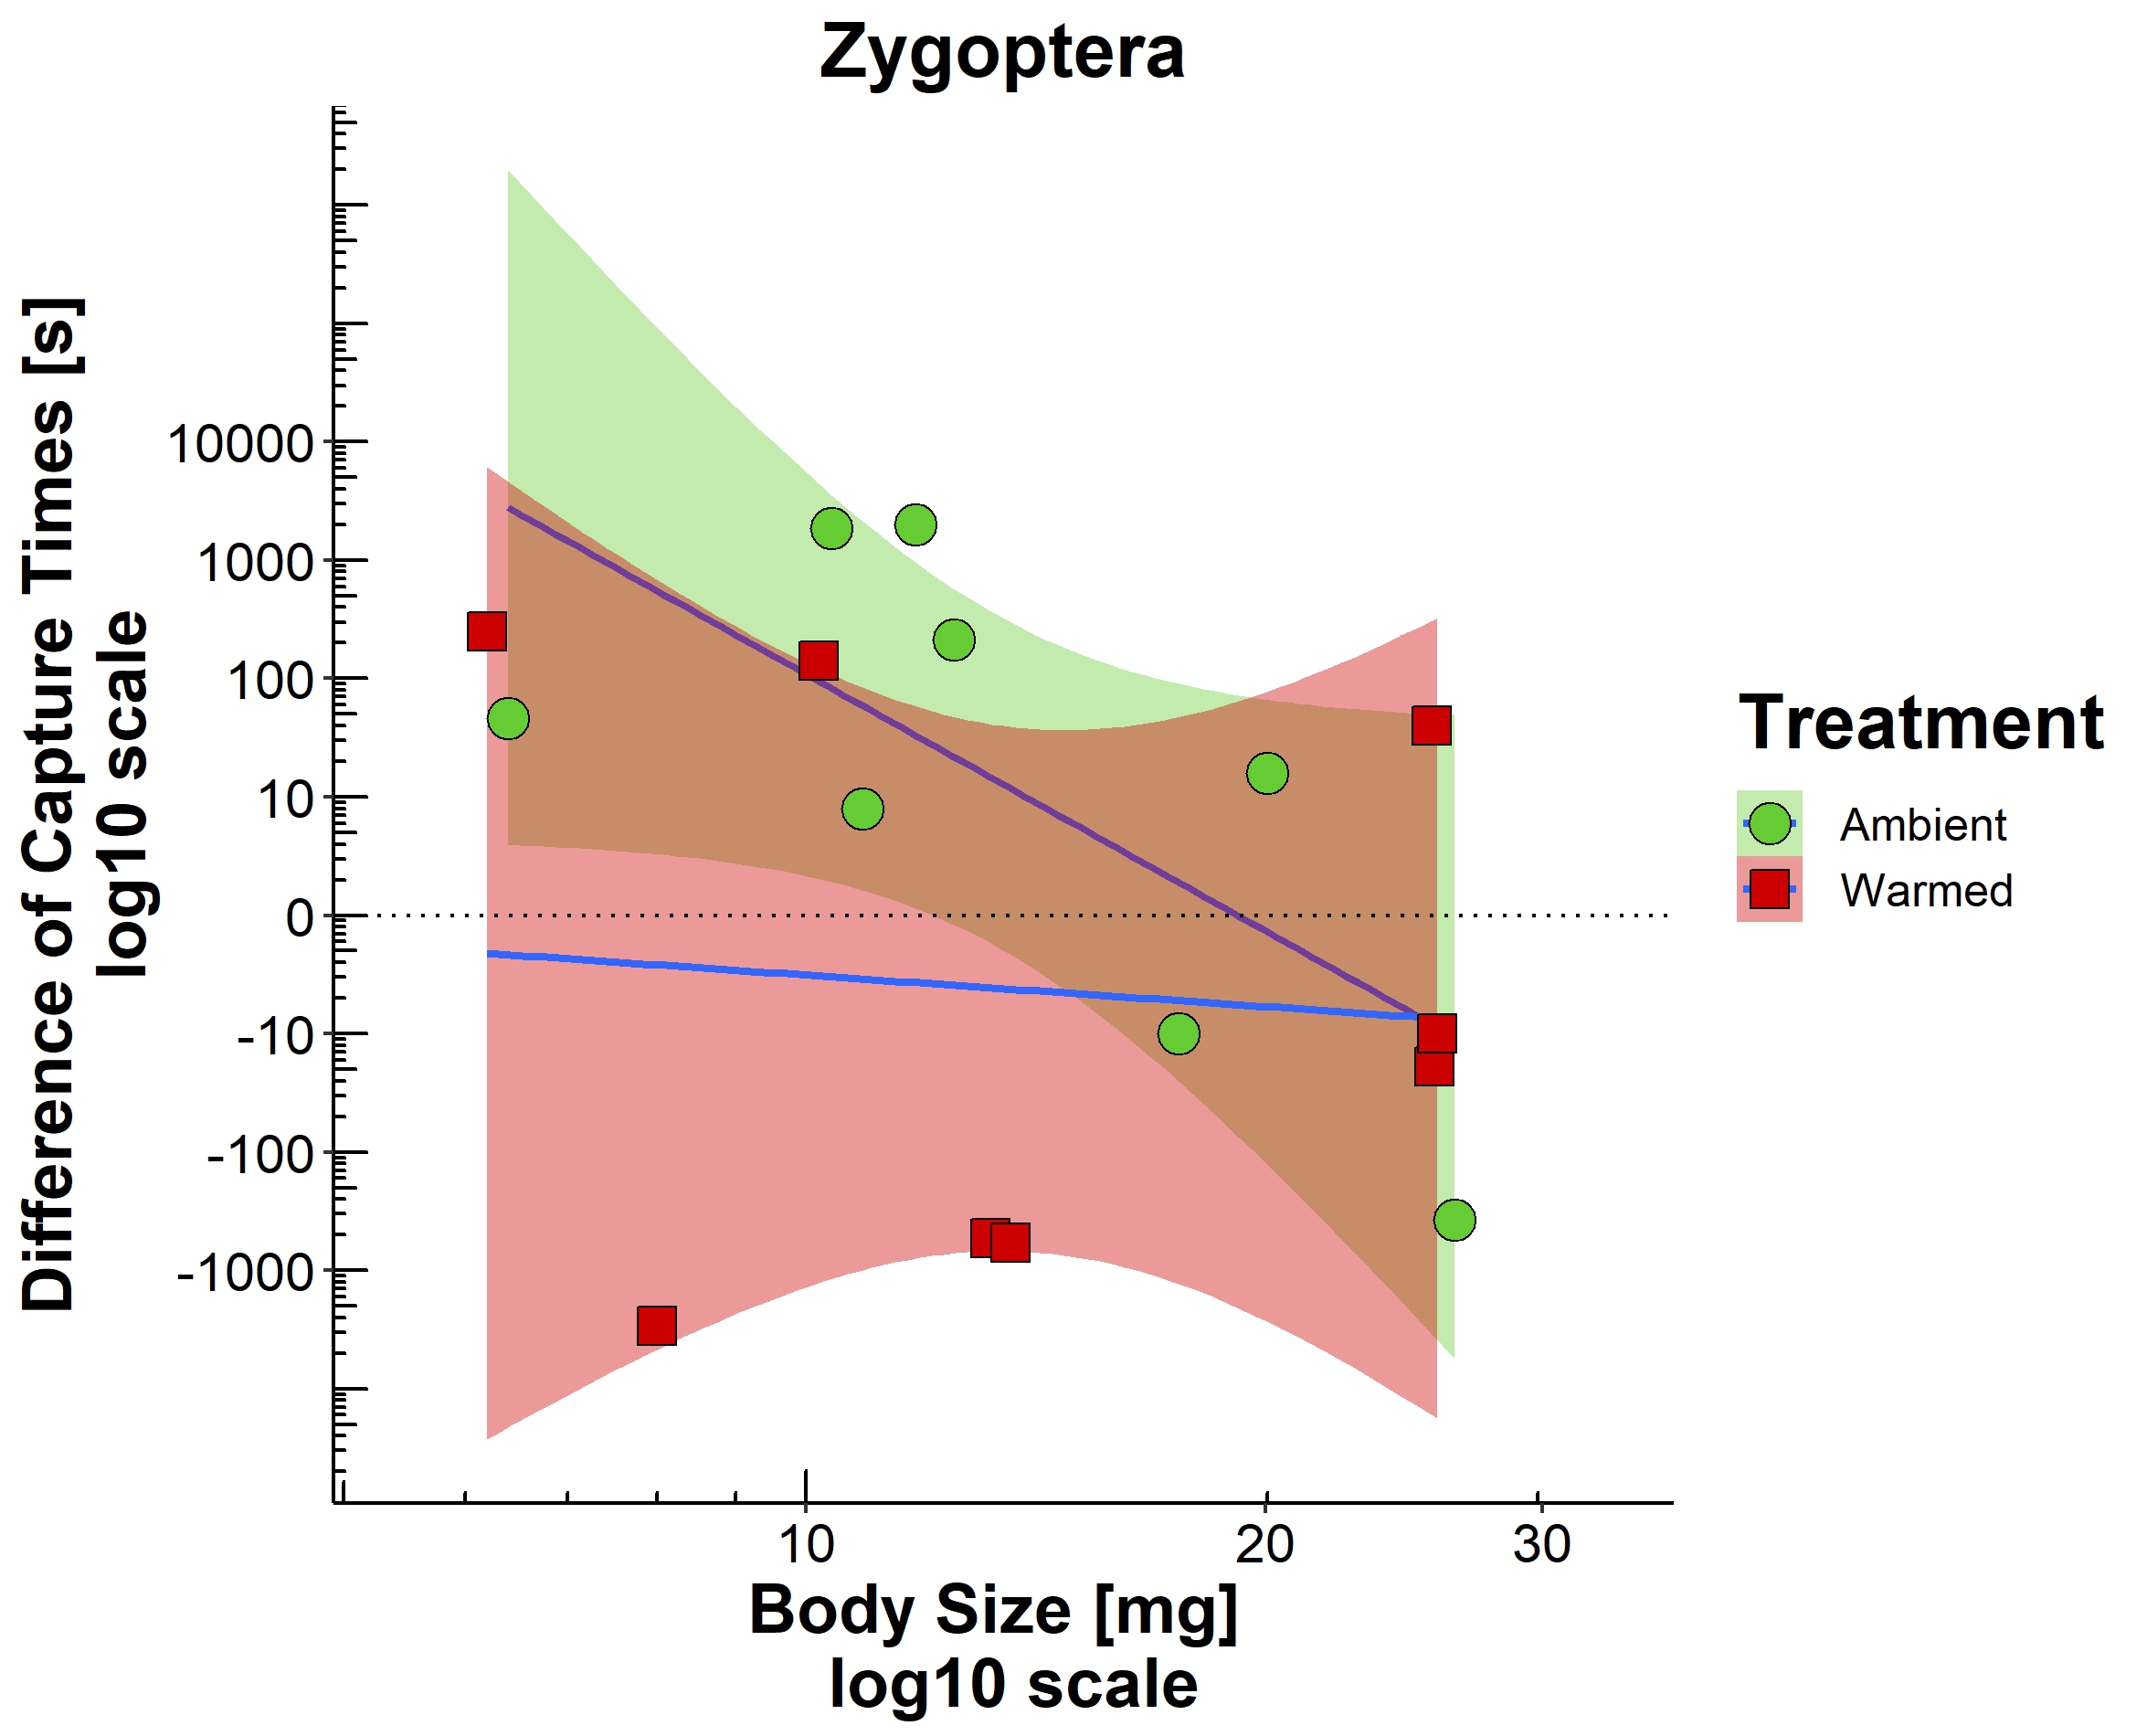 Zygoptera
Difference of Capture Times [s]
log10 scale
10000
1000
100
10
0
-10
-100
-1000
10
20
30
Body Size [mg]
log10 scale
Treatment
Ambient
Warmed